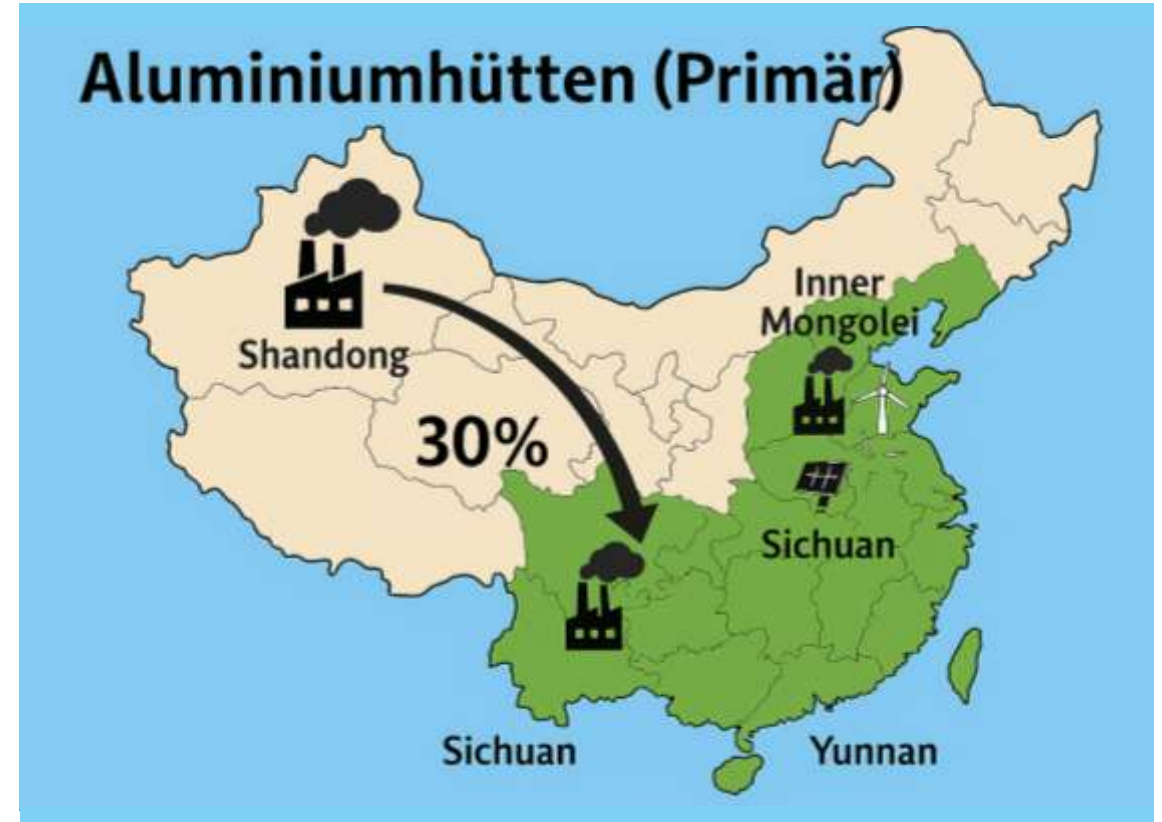 Aluminiumhütten (Primär)
Inner
Mongolei
Shandong
30%
Sichuan
Sichuan
Yunnan